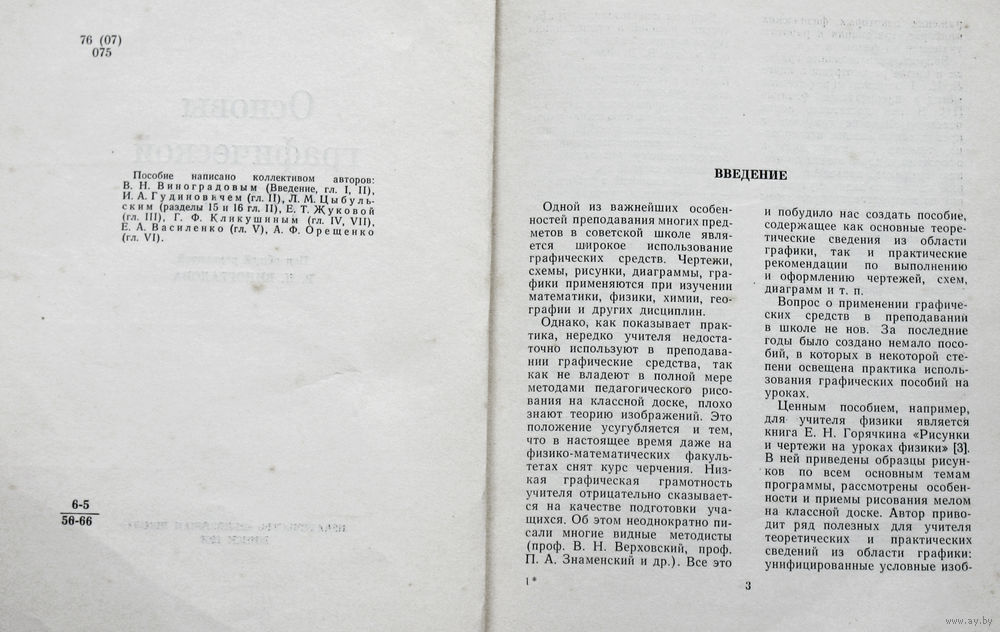 76 (07)
075
Основы
графической
Пособие написано коллективом авторов:
В. Н. Виноградовым (Введение, гл. I, II),
И. А. Гудиновичем (гл. II), Л. М. Цыбуль-
ским (разделы 15 и 16 гл. II), Е. Т. Жуковой
(гл. III), Г. Ф. Кликушиным (гл. IV, VII),
Е. А. Василенко (гл. V), А. Ф. Орещенко
(гл. VI).
6-5
56-66
ВВЕДЕНИЕ
Одной из важнейших особен-
ностей преподавания многих пред-
метов в советской школе явля-
ется широкое использование
графических средств. Чертежи,
схемы, рисунки, диаграммы, гра-
фики применяются при изучении
математики, физики, химии, гео-
графии и других дисциплин.
Однако, как показывает прак-
тика, нередко учителя недоста-
точно используют в преподава-
нии графические средства, так
как не владеют в полной мере
методами педагогического рисо-
вания на классной доске, плохо
знают теорию изображений. Это
положение усугубляется и тем,
что в настоящее время даже на
физико-математических факуль-
тетах снят курс черчения. Низ-
кая графическая грамотность
учителя отрицательно сказывает-
ся на качестве подготовки уча-
щихся. Об этом неоднократно пи-
сали многие видные методисты
(проф. В. Н. Верховский, проф.
П. А. Знаменский и др.). Все это
1*
и побудило нас создать пособие,
содержащее как основные теоре-
тические сведения из области
графики, так и практические
рекомендации по выполнению
и оформлению чертежей, схем,
диаграмм и т. п.
Вопрос о применении графиче-
ских средств в преподавании
в школе не нов. За последние
годы было создано немало посо-
бий, в которых в некоторой сте-
пени освещена практика исполь-
зования графических пособий на
уроках.
Ценным пособием, например,
для учителя физики является
книга Е. Н. Горячкина «Рисунки
и чертежи на уроках физики» [3].
В ней приведены образцы рисун-
ков по всем основным темам
программы, рассмотрены особен-
ности и приемы рисования мелом
на классной доске. Автор приво-
дит ряд полезных для учителя
теоретических и практических
сведений из области графики:
унифицированные условные изоб-
3
www.ay.by